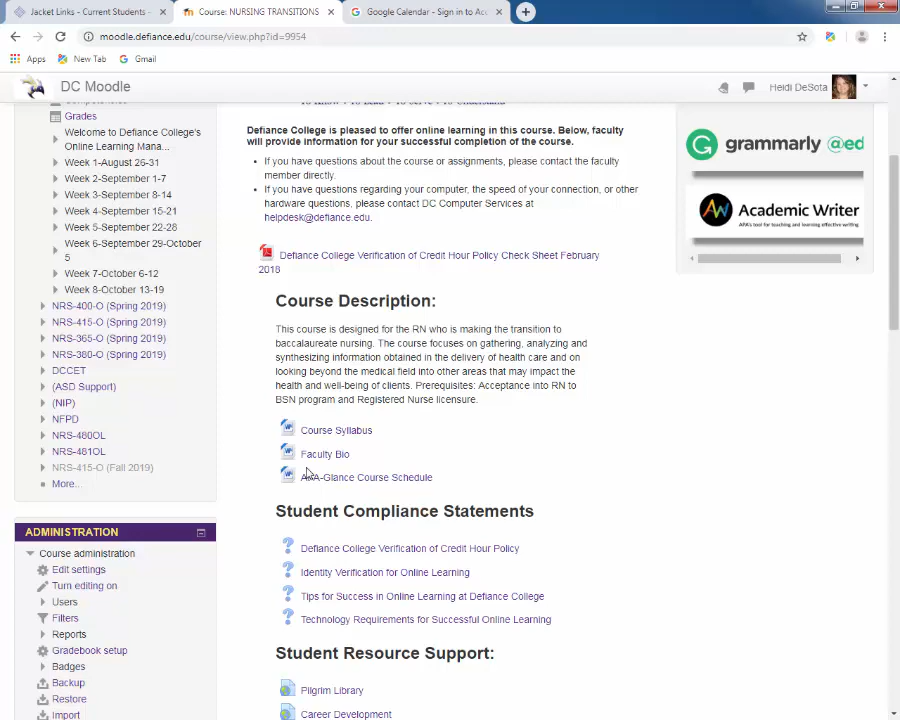 Jacket Links - Current Students -
Course: NURSING TRANSITIONS
Google Calendar - Sign in to Acc
moodle.defiance.edu/course/view.php?id=9954
Apps
New Tab
Gmail
DC Moodle
Heidi DeSota
Competencies
Grades
Welcome to Defiance College's
Online Learning Mana...
Week 1-August 26-31
Week 2-September 1-7
Week 3-September 8-14
Week 4-September 15-21
Week 5-September 22-28
Week 6-September 29-October
5
Week 7-October 6-12
Week 8-October 13-19
NRS-400-O (Spring 2019)
NRS-415-O (Spring 2019)
NRS-365-O (Spring 2019)
NRS-380-O (Spring 2019)
DCCET
(ASD Support)
(NIP)
NFPD
NRS-480OL
NRS-481OL
NRS-415-O (Fall 2019)
More...
ADMINISTRATION
Course administration
Edit settings
Turn editing on
Users
Filters
Reports
Gradebook setup
Badges
Backup
Restore
Import
To Know • To Lead • To Serve • To Understand
Defiance College is pleased to offer online learning in this course. Below, faculty
will provide information for your successful completion of the course.
If you have questions about the course or assignments, please contact the faculty
member directly.
If you have questions regarding your computer, the speed of your connection, or other
hardware questions, please contact DC Computer Services at
helpdesk@defiance.edu.
Defiance College Verification of Credit Hour Policy Check Sheet February
2018
Course Description:
This course is designed for the RN who is making the transition to
baccalaureate nursing. The course focuses on gathering, analyzing and
synthesizing information obtained in the delivery of health care and on
looking beyond the medical field into other areas that may impact the
health and well-being of clients. Prerequisites: Acceptance into RN to
BSN program and Registered Nurse licensure.
Course Syllabus
Faculty Bio
At-A-Glance Course Schedule
Student Compliance Statements
Defiance College Verification of Credit Hour Policy
Identity Verification for Online Learning
Tips for Success in Online Learning at Defiance College
Technology Requirements for Successful Online Learning
Student Resource Support:
Pilgrim Library
Career Development
grammarly @ed
AW Academic Writer
APA's tool for teaching and learning effective writing